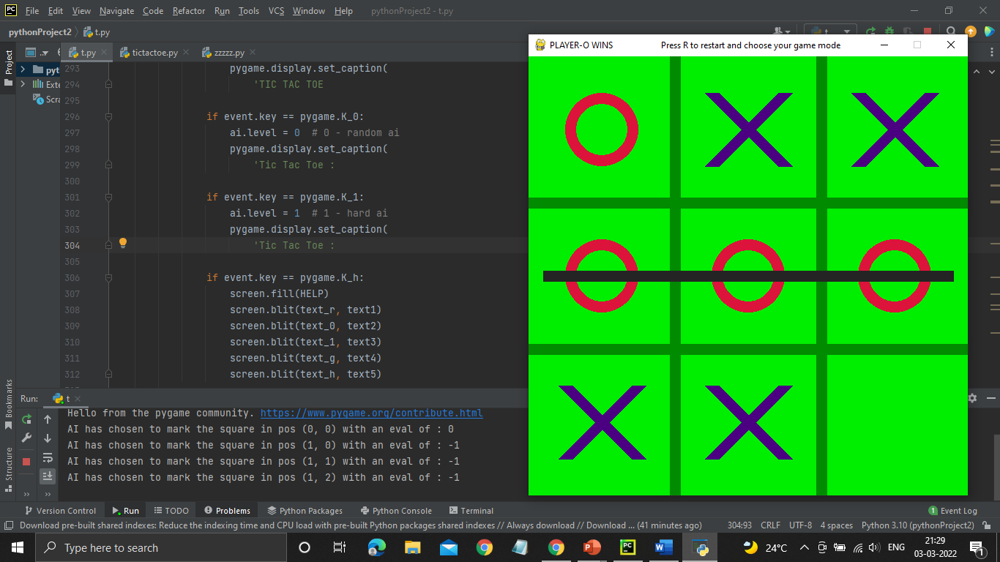 PC File Edit View Navigate Code Refactor Run Tools VCS Window Help pythonProject2 - t.py
pythonProject2 t.py t
Project
t.py tictactoe.py zzzzz.py
PLAYER-O WINS Press R to restart and choose your game mode
pyt
Exte
Scra
293 pygame.display.set_caption(
294 'TIC TAC TOE
295
296 if event.key == pygame.K_0:
297 ai.level = 0 # 0 - random ai
298 pygame.display.set_caption(
299 'Tic Tac Toe :
300
301 if event.key == pygame.K_1:
302 ai.level = 1 # 1 - hard ai
303 pygame.display.set_caption(
304 'Tic Tac Toe :
305
306 if event.key == pygame.K_h:
307 screen.fill(HELP)
308 screen.blit(text_r, text1)
309 screen.blit(text_0, text2)
310 screen.blit(text_1, text3)
311 screen.blit(text_g, text4)
312 screen.blit(text_h, text5)
Bookmarks
Structure
Run: t
Hello from the pygame community. https://www.pygame.org/contribute.html
AI has chosen to mark the square in pos (0, 0) with an eval of : 0
AI has chosen to mark the square in pos (1, 0) with an eval of : -1
AI has chosen to mark the square in pos (1, 1) with an eval of : -1
AI has chosen to mark the square in pos (1, 2) with an eval of : -1
Version Control Run TODO Problems Python Packages Python Console Terminal 1 Event Log
Download pre-built shared indexes: Reduce the indexing time and CPU load with pre-built Python packages shared indexes // Always download // Download ... (41 minutes ago) 304:93 CRLF UTF-8 4 spaces Python 3.10 (pythonProject2)
Type here to search 24°C ENG 21:29
03-03-2022 1